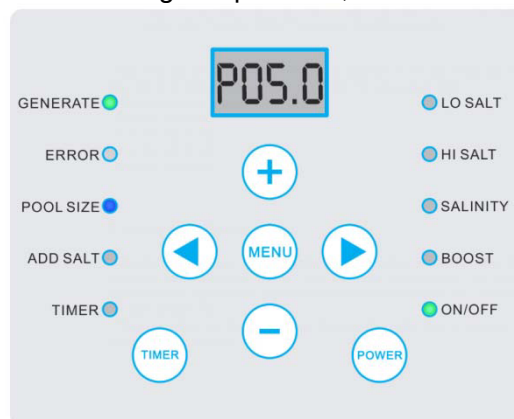 P05.0
GENERATE
LO SALT
ERROR
HI SALT
POOL SIZE
SALINITY
ADD SALT
MENU
BOOST
TIMER
ON/OFF
TIMER
POWER